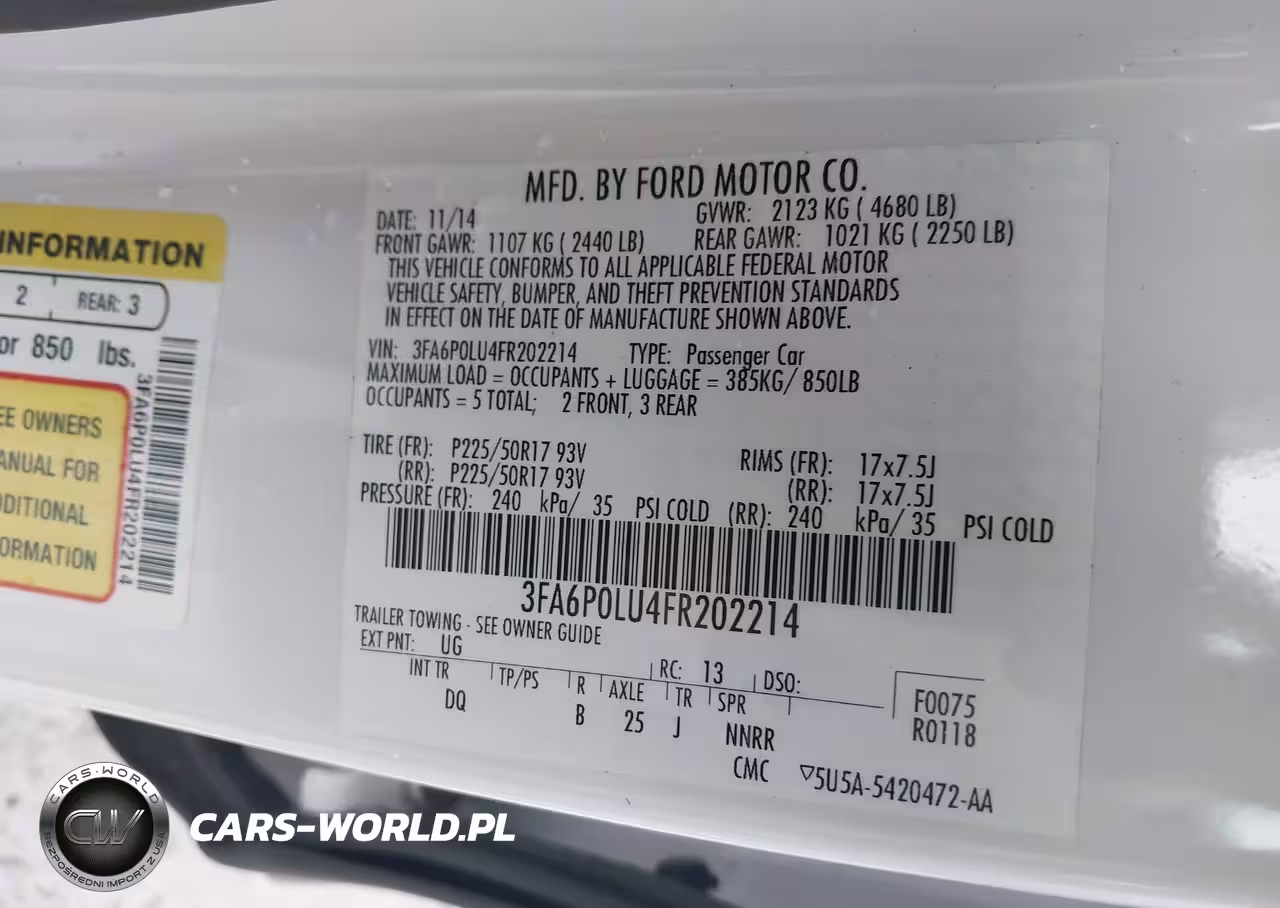 INFORMATION
2 REAR: 3
or 850 lbs.
EE OWNERS
ANUAL FOR
DDITIONAL
ORMATION
3FA6P0LU4FR202214
MFD. BY FORD MOTOR CO.
DATE: 11/14 GVWR: 2123 KG ( 4680 LB)
FRONT GAWR: 1107 KG ( 2440 LB) REAR GAWR: 1021 KG ( 2250 LB)
THIS VEHICLE CONFORMS TO ALL APPLICABLE FEDERAL MOTOR
VEHICLE SAFETY, BUMPER, AND THEFT PREVENTION STANDARDS
IN EFFECT ON THE DATE OF MANUFACTURE SHOWN ABOVE.
VIN: 3FA6P0LU4FR202214 TYPE: Passenger Car
MAXIMUM LOAD = OCCUPANTS + LUGGAGE = 385KG/ 850LB
OCCUPANTS = 5 TOTAL; 2 FRONT, 3 REAR
TIRE (FR): P225/50R17 93V RIMS (FR): 17x7.5J
(RR): P225/50R17 93V (RR): 17x7.5J
PRESSURE (FR): 240 kPa/ 35 PSI COLD (RR): 240 kPa/ 35 PSI COLD
3FA6P0LU4FR202214
TRAILER TOWING - SEE OWNER GUIDE
EXT PNT: UG RC: 13 DSO:
INT TR TP/PS R AXLE TR SPR F0075
DQ B 25 J NNRR R0118
CMC ▽5U5A-5420472-AA
CARS-WORLD
CW
BEZPOŚREDNI IMPORT Z USA
CARS-WORLD.PL